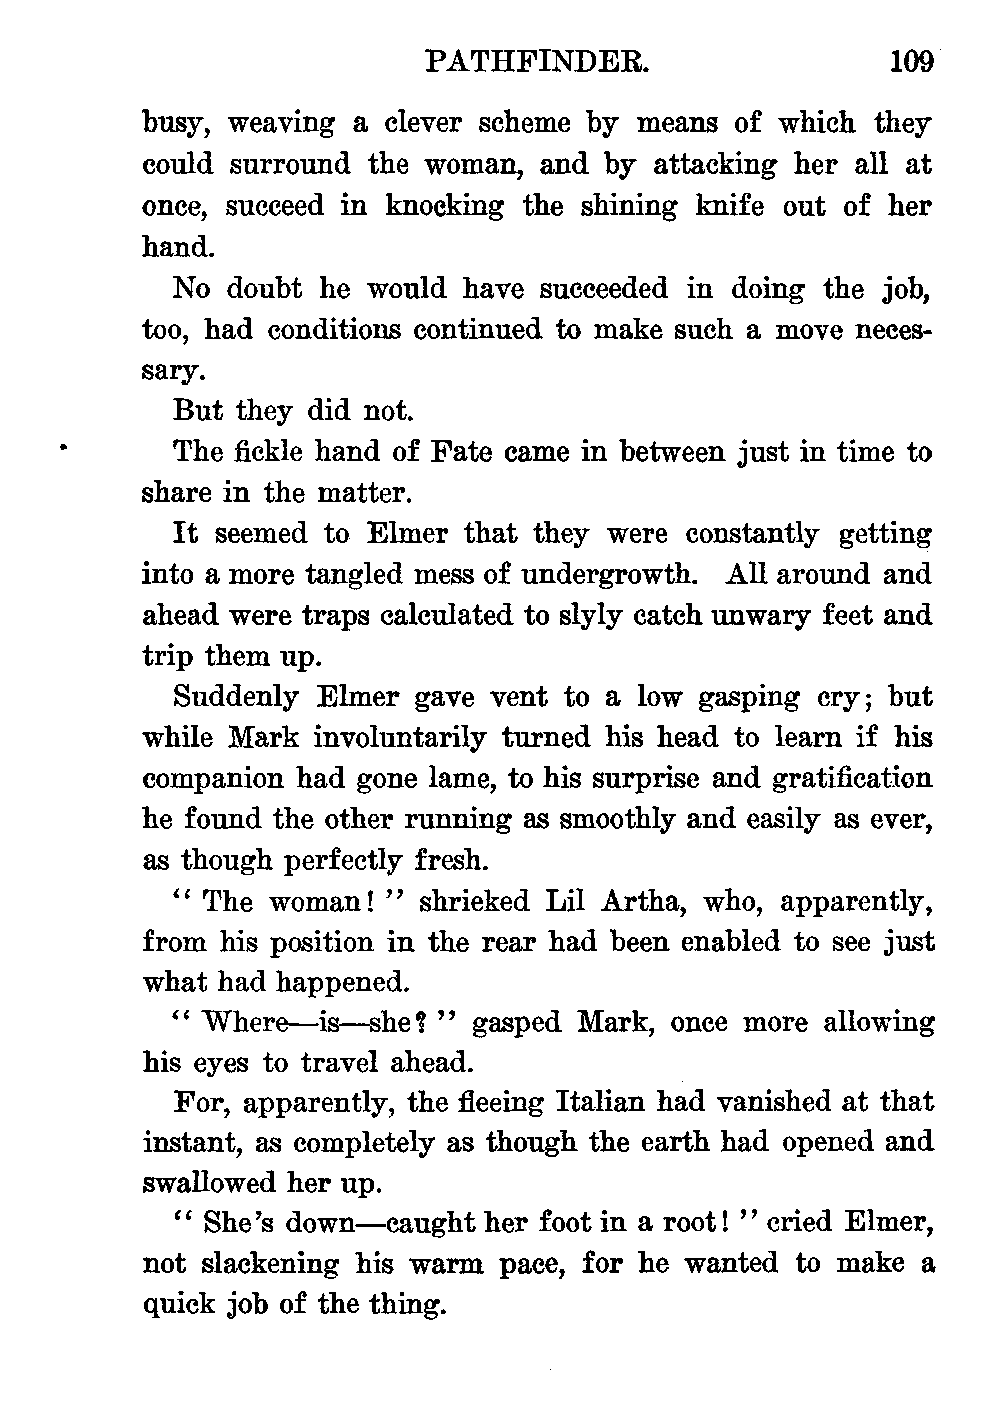 PATHFINDER. 109
busy, weaving a clever scheme by means of which they
could surround the woman, and by attacking her all at
once, succeed in knocking the shining knife out of her
hand.
No doubt he would have succeeded in doing the job,
too, had conditions continued to make such a move neces-
sary.
But they did not.
The fickle hand of Fate came in between just in time to
share in the matter.
It seemed to Elmer that they were constantly getting
into a more tangled mess of undergrowth. All around and
ahead were traps calculated to slyly catch unwary feet and
trip them up.
Suddenly Elmer gave vent to a low gasping cry; but
while Mark involuntarily turned his head to learn if his
companion had gone lame, to his surprise and gratification
he found the other running as smoothly and easily as ever,
as though perfectly fresh.
“ The woman! ” shrieked Lil Artha, who, apparently,
from his position in the rear had been enabled to see just
what had happened.
“ Where—is—she? ” gasped Mark, once more allowing
his eyes to travel ahead.
For, apparently, the fleeing Italian had vanished at that
instant, as completely as though the earth had opened and
swallowed her up.
“ She’s down—caught her foot in a root! ” cried Elmer,
not slackening his warm pace, for he wanted to make a
quick job of the thing.